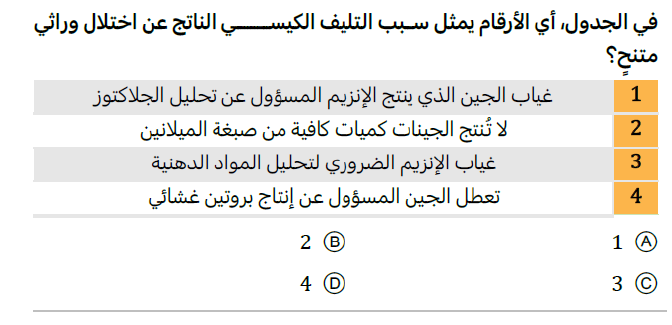 في الجدول، أي الأرقام يمثل سبب التليف الكيسي الناتج عن اختلال وراثي
متنحٍ؟
1 غياب الجين الذي ينتج الإنزيم المسؤول عن تحليل الجلاكتوز
2 لا تُنتج الجينات كميات كافية من صبغة الميلانين
3 غياب الإنزيم الضروري لتحليل المواد الدهنية
4 تعطل الجين المسؤول عن إنتاج بروتين غشائي
A 1 B 2
C 3 D 4